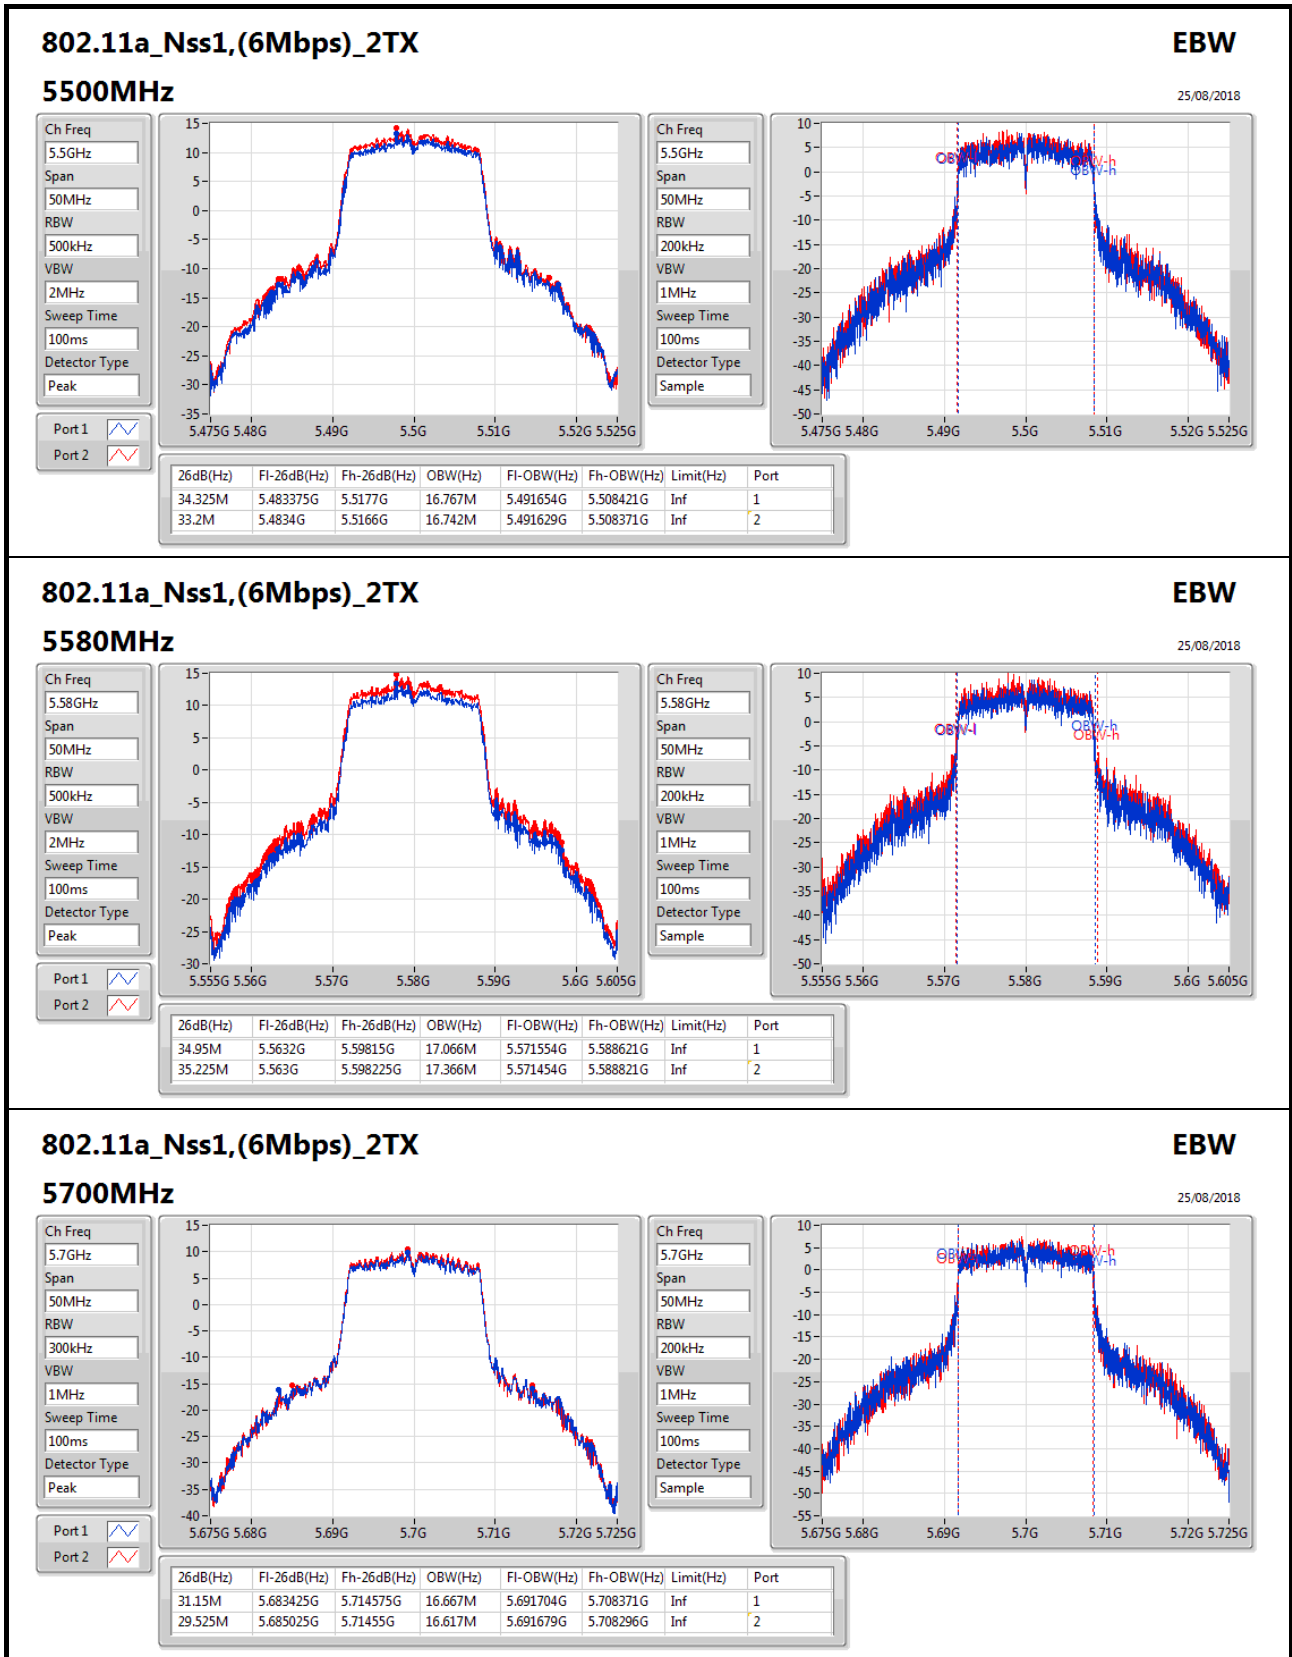 802.11a_Nss1,(6Mbps)_2TX EBW
5500MHz 25/08/2018
Ch Freq
5.5GHz
Span
50MHz
RBW
500kHz
VBW
2MHz
Sweep Time
100ms
Detector Type
Peak
Port 1
Port 2
15
10
5
0
-5
-10
-15
-20
-25
-30
-35
5.475G 5.48G 5.49G 5.5G 5.51G 5.52G 5.525G
Ch Freq
5.5GHz
Span
50MHz
RBW
200kHz
VBW
1MHz
Sweep Time
100ms
Detector Type
Sample
10
5
0
-5
-10
-15
-20
-25
-30
-35
-40
-45
-50
OBW-h
OBW-h
5.475G 5.48G 5.49G 5.5G 5.51G 5.52G 5.525G
26dB(Hz) Fl-26dB(Hz) Fh-26dB(Hz) OBW(Hz) Fl-OBW(Hz) Fh-OBW(Hz) Limit(Hz) Port
34.325M 5.483375G 5.5177G 16.767M 5.491654G 5.508421G Inf 1
33.2M 5.4834G 5.5166G 16.742M 5.491629G 5.508371G Inf 2
802.11a_Nss1,(6Mbps)_2TX EBW
5580MHz 25/08/2018
Ch Freq
5.58GHz
Span
50MHz
RBW
500kHz
VBW
2MHz
Sweep Time
100ms
Detector Type
Peak
Port 1
Port 2
15
10
5
0
-5
-10
-15
-20
-25
-30
5.555G 5.56G 5.57G 5.58G 5.59G 5.6G 5.605G
Ch Freq
5.58GHz
Span
50MHz
RBW
200kHz
VBW
1MHz
Sweep Time
100ms
Detector Type
Sample
10
5
0
-5
-10
-15
-20
-25
-30
-35
-40
-45
-50
OBW-l
OBW-h
OBW-h
5.555G 5.56G 5.57G 5.58G 5.59G 5.6G 5.605G
26dB(Hz) Fl-26dB(Hz) Fh-26dB(Hz) OBW(Hz) Fl-OBW(Hz) Fh-OBW(Hz) Limit(Hz) Port
34.95M 5.5632G 5.59815G 17.066M 5.571554G 5.588621G Inf 1
35.225M 5.563G 5.598225G 17.366M 5.571454G 5.588821G Inf 2
802.11a_Nss1,(6Mbps)_2TX EBW
5700MHz 25/08/2018
Ch Freq
5.7GHz
Span
50MHz
RBW
300kHz
VBW
1MHz
Sweep Time
100ms
Detector Type
Peak
Port 1
Port 2
15
10
5
0
-5
-10
-15
-20
-25
-30
-35
-40
5.675G 5.68G 5.69G 5.7G 5.71G 5.72G 5.725G
Ch Freq
5.7GHz
Span
50MHz
RBW
200kHz
VBW
1MHz
Sweep Time
100ms
Detector Type
Sample
10
5
0
-5
-10
-15
-20
-25
-30
-35
-40
-45
-50
-55
OBW-h
OBW-h
5.675G 5.68G 5.69G 5.7G 5.71G 5.72G 5.725G
26dB(Hz) Fl-26dB(Hz) Fh-26dB(Hz) OBW(Hz) Fl-OBW(Hz) Fh-OBW(Hz) Limit(Hz) Port
31.15M 5.683425G 5.714575G 16.667M 5.691704G 5.708371G Inf 1
29.525M 5.685025G 5.71455G 16.617M 5.691679G 5.708296G Inf 2